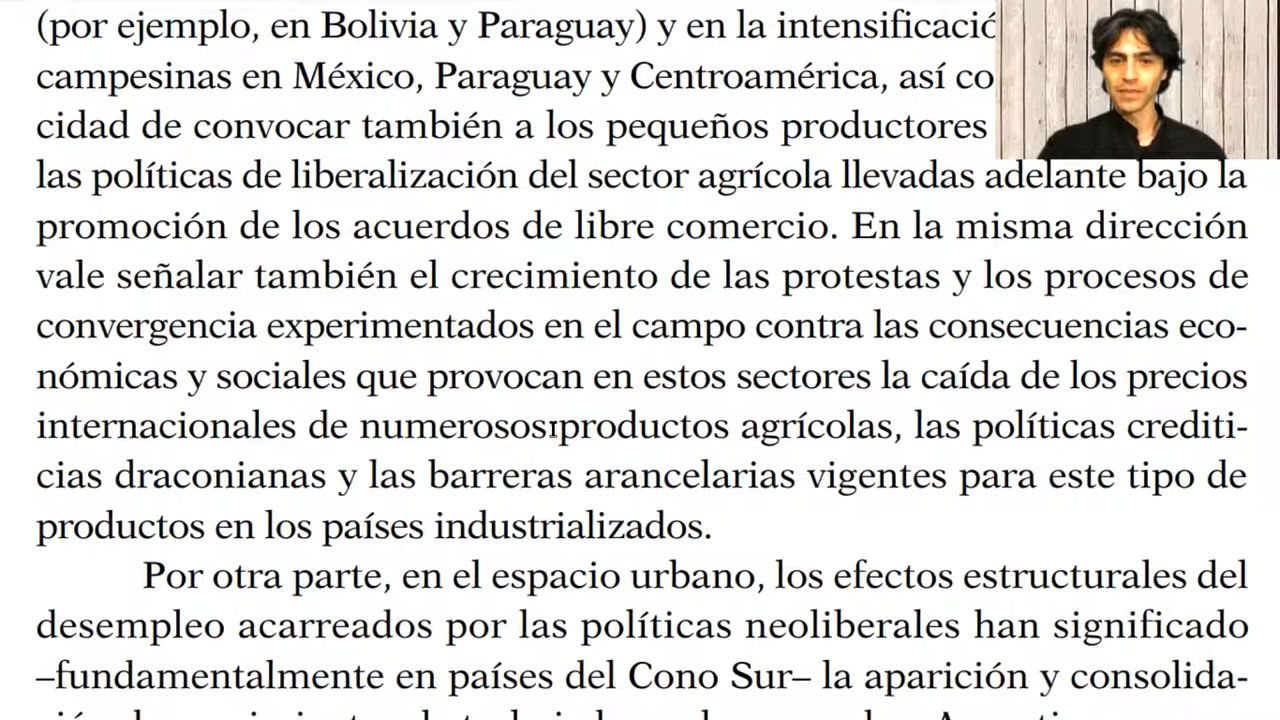 (por ejemplo, en Bolivia y Paraguay) y en la intensificació
campesinas en México, Paraguay y Centroamérica, así co
cidad de convocar también a los pequeños productores
las políticas de liberalización del sector agrícola llevadas adelante bajo la
promoción de los acuerdos de libre comercio. En la misma dirección
vale señalar también el crecimiento de las protestas y los procesos de
convergencia experimentados en el campo contra las consecuencias eco-
nómicas y sociales que provocan en estos sectores la caída de los precios
internacionales de numerosos productos agrícolas, las políticas crediti-
cias draconianas y las barreras arancelarias vigentes para este tipo de
productos en los países industrializados.
Por otra parte, en el espacio urbano, los efectos estructurales del
desempleo acarreados por las políticas neoliberales han significado
–fundamentalmente en países del Cono Sur– la aparición y consolida-